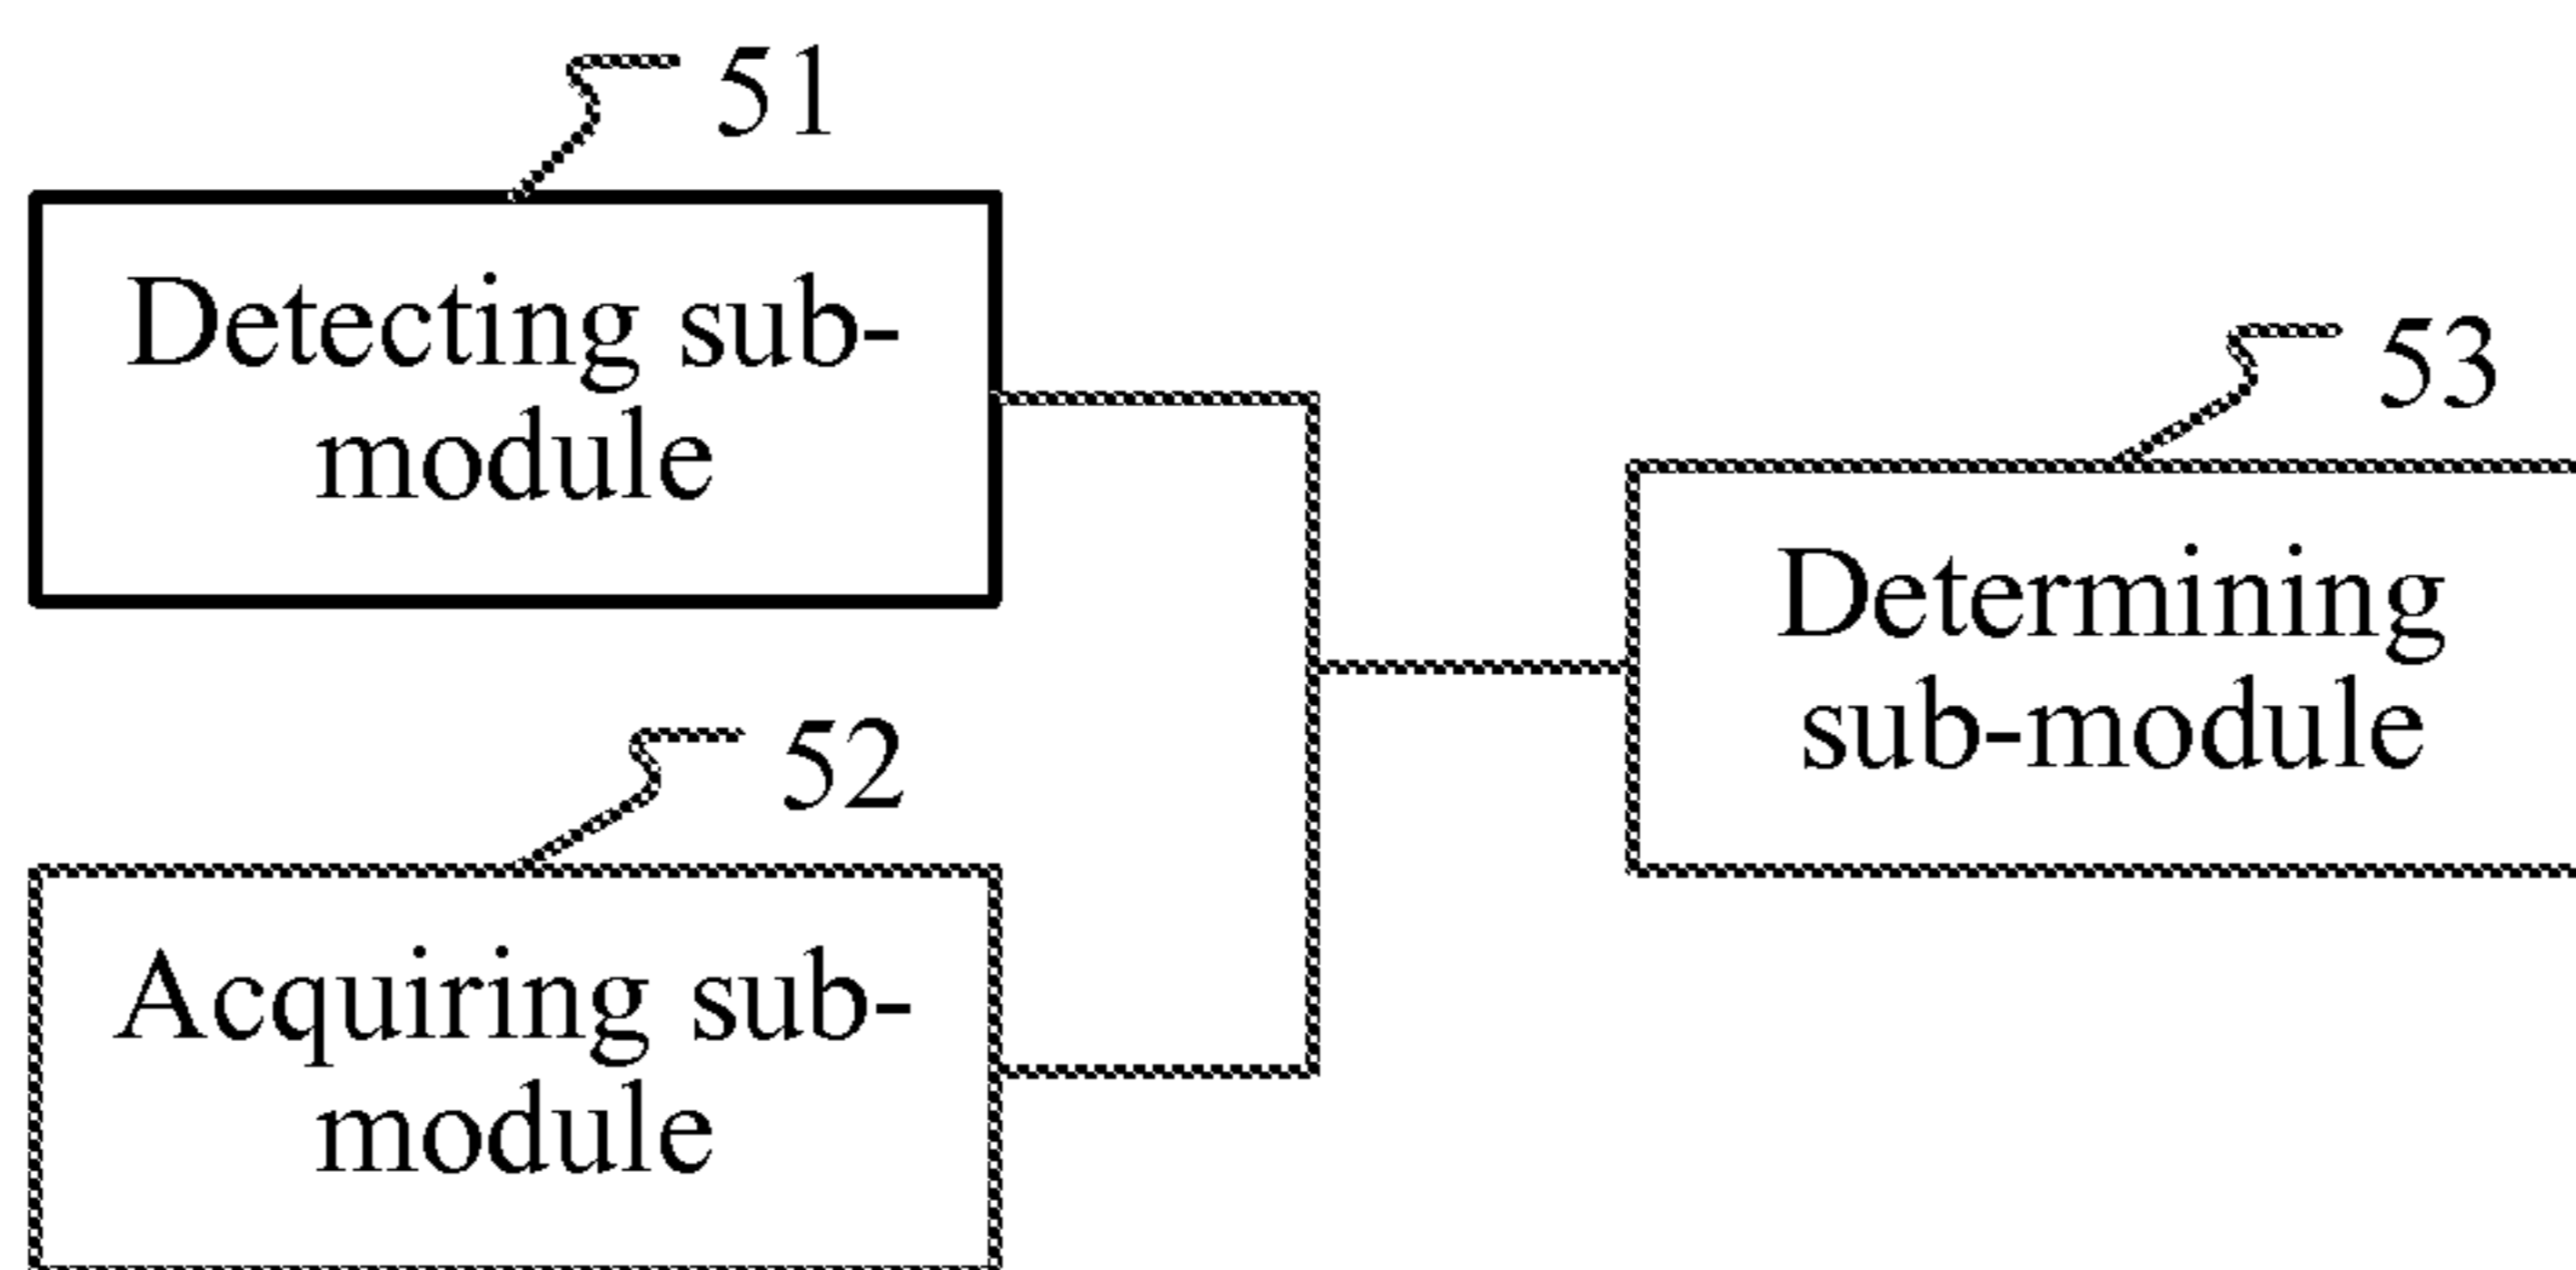 51
Detecting sub-
module
53
Determining
sub-module
52
Acquiring sub-
module